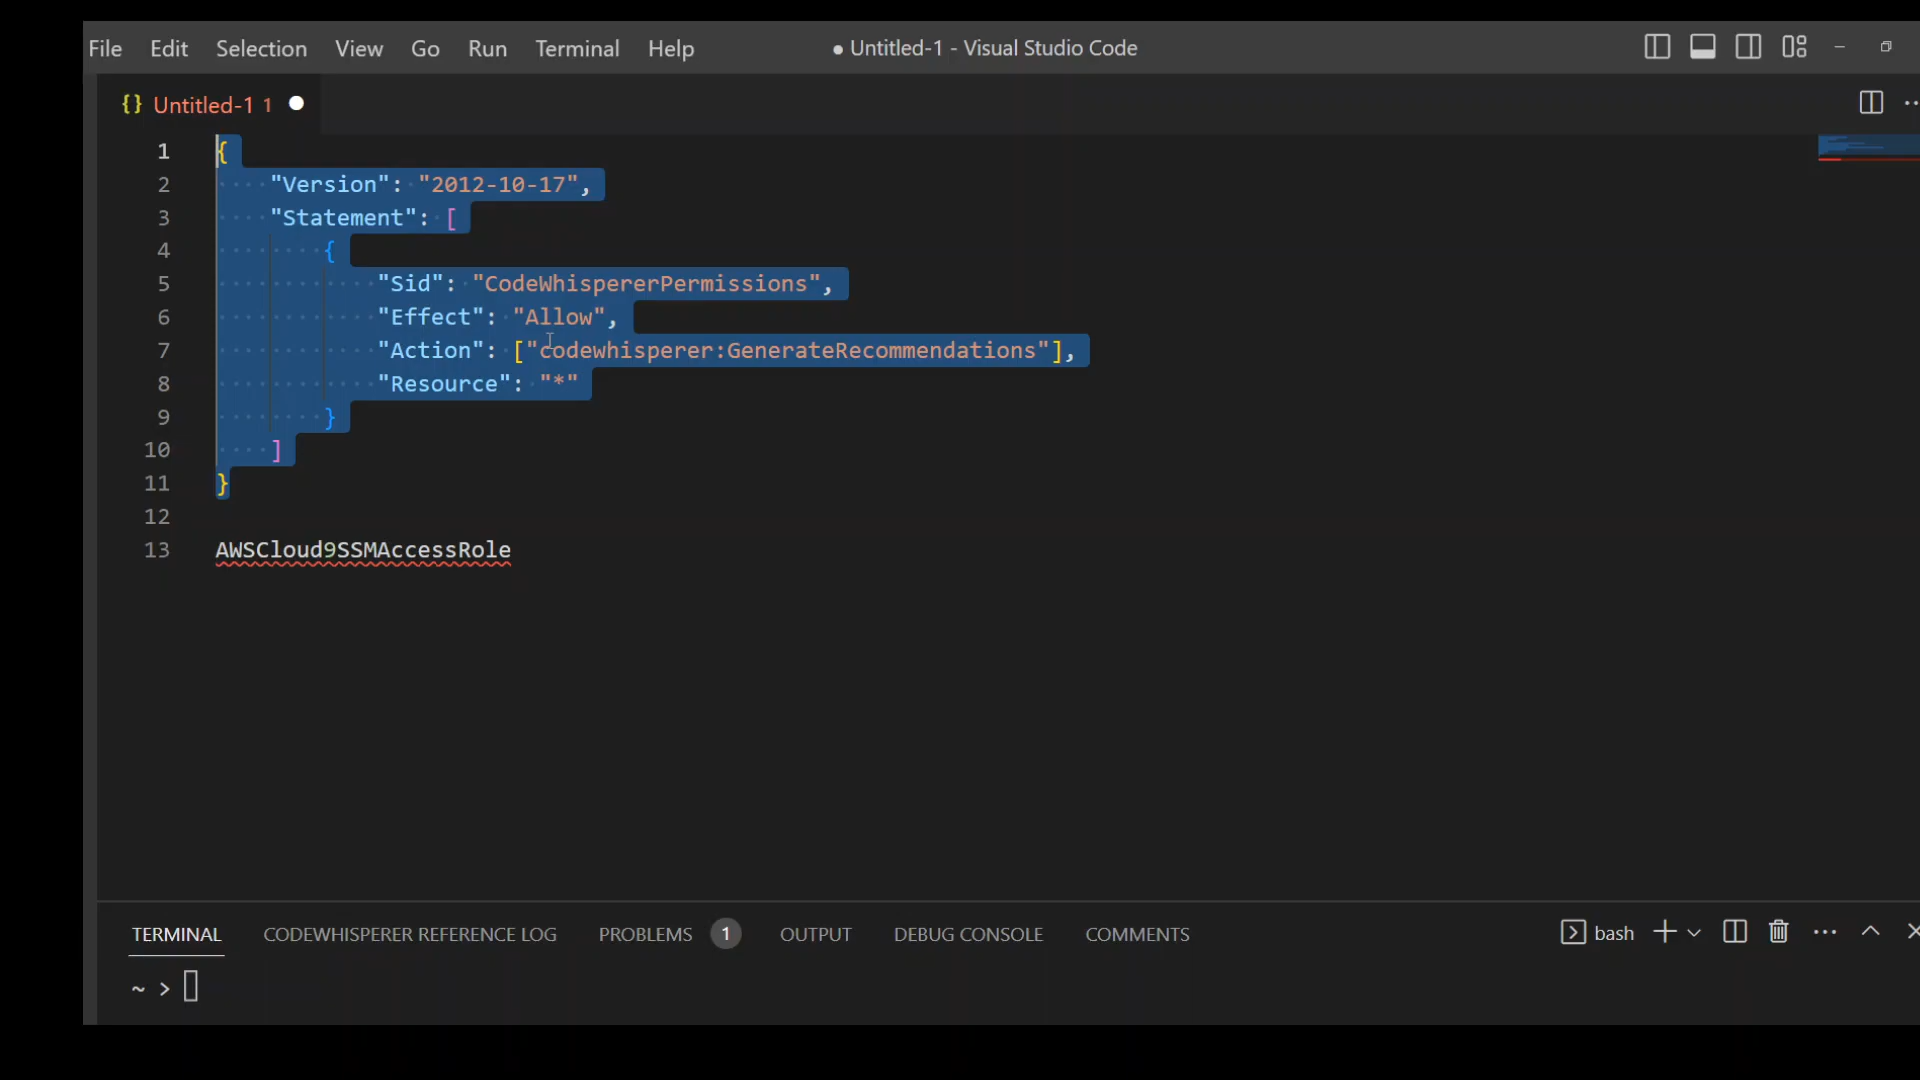 File Edit Selection View Go Run Terminal Help ● Untitled-1 - Visual Studio Code
{} Untitled-1 1
1 {
2 "Version": "2012-10-17",
3 "Statement": [
4 {
5 "Sid": "CodeWhispererPermissions",
6 "Effect": "Allow",
7 "Action": ["codewhisperer:GenerateRecommendations"],
8 "Resource": "*"
9 }
10 ]
11 }
12
13 AWSCloud9SSMAccessRole
TERMINAL CODEWHISPERER REFERENCE LOG PROBLEMS 1 OUTPUT DEBUG CONSOLE COMMENTS bash
~ >